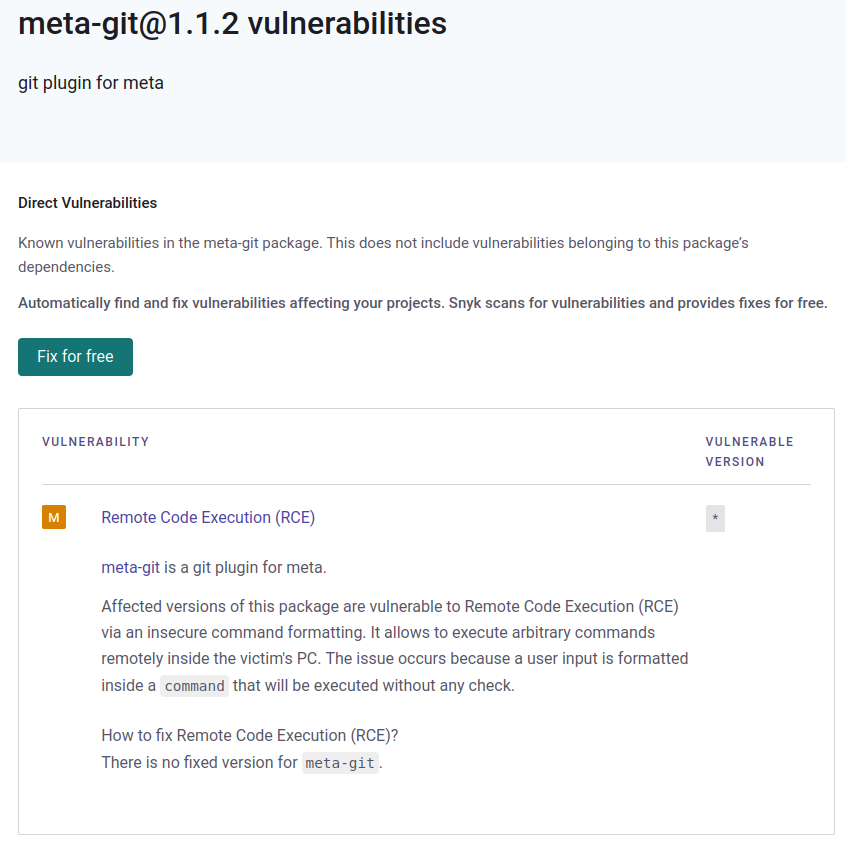 meta-git@1.1.2 vulnerabilities
git plugin for meta
Direct Vulnerabilities
Known vulnerabilities in the meta-git package. This does not include vulnerabilities belonging to this package’s
dependencies.
Automatically find and fix vulnerabilities affecting your projects. Snyk scans for vulnerabilities and provides fixes for free.
Fix for free
VULNERABILITY
VULNERABLE
VERSION
M
Remote Code Execution (RCE)
*
meta-git is a git plugin for meta.
Affected versions of this package are vulnerable to Remote Code Execution (RCE)
via an insecure command formatting. It allows to execute arbitrary commands
remotely inside the victim's PC. The issue occurs because a user input is formatted
inside a command that will be executed without any check.
How to fix Remote Code Execution (RCE)?
There is no fixed version for meta-git.